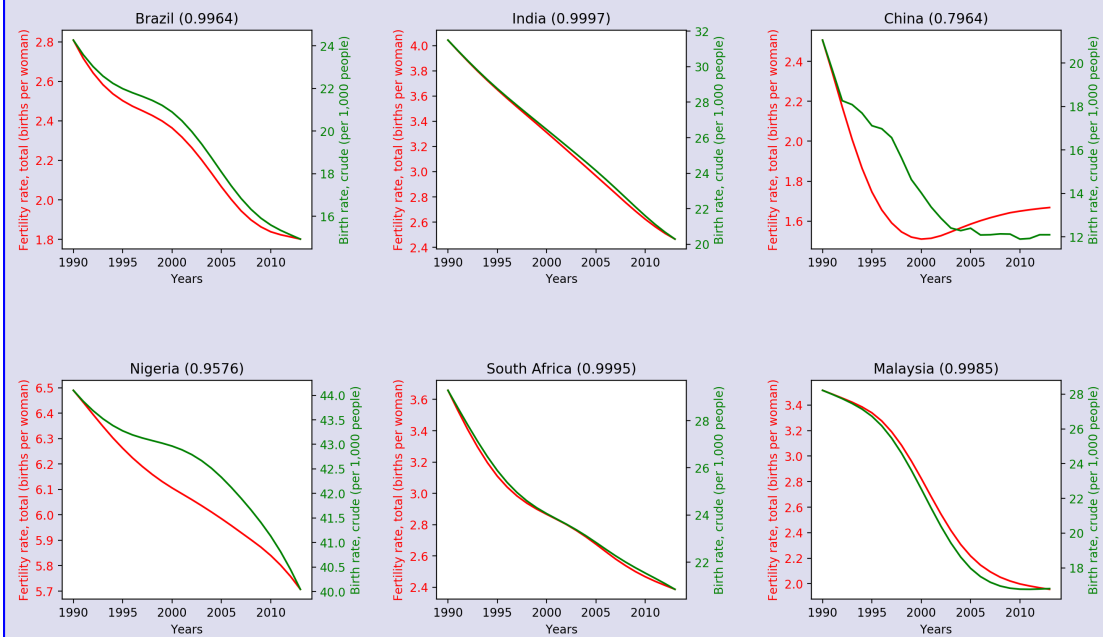 Brazil (0.9964)
Fertility rate, total (births per woman)
2.8
2.6
2.4
2.2
2.0
1.8
24
22
20
18
16
Birth rate, crude (per 1,000 people)
1990 1995 2000 2005 2010
Years
India (0.9997)
Fertility rate, total (births per woman)
4.0
3.8
3.6
3.4
3.2
3.0
2.8
2.6
2.4
32
30
28
26
24
22
20
Birth rate, crude (per 1,000 people)
1990 1995 2000 2005 2010
Years
China (0.7964)
Fertility rate, total (births per woman)
2.4
2.2
2.0
1.8
1.6
20
18
16
14
12
Birth rate, crude (per 1,000 people)
1990 1995 2000 2005 2010
Years
Nigeria (0.9576)
Fertility rate, total (births per woman)
6.5
6.4
6.3
6.2
6.1
6.0
5.9
5.8
5.7
44.0
43.5
43.0
42.5
42.0
41.5
41.0
40.5
40.0
Birth rate, crude (per 1,000 people)
1990 1995 2000 2005 2010
Years
South Africa (0.9995)
Fertility rate, total (births per woman)
3.6
3.4
3.2
3.0
2.8
2.6
2.4
28
26
24
22
Birth rate, crude (per 1,000 people)
1990 1995 2000 2005 2010
Years
Malaysia (0.9985)
Fertility rate, total (births per woman)
3.4
3.2
3.0
2.8
2.6
2.4
2.2
2.0
28
26
24
22
20
18
Birth rate, crude (per 1,000 people)
1990 1995 2000 2005 2010
Years